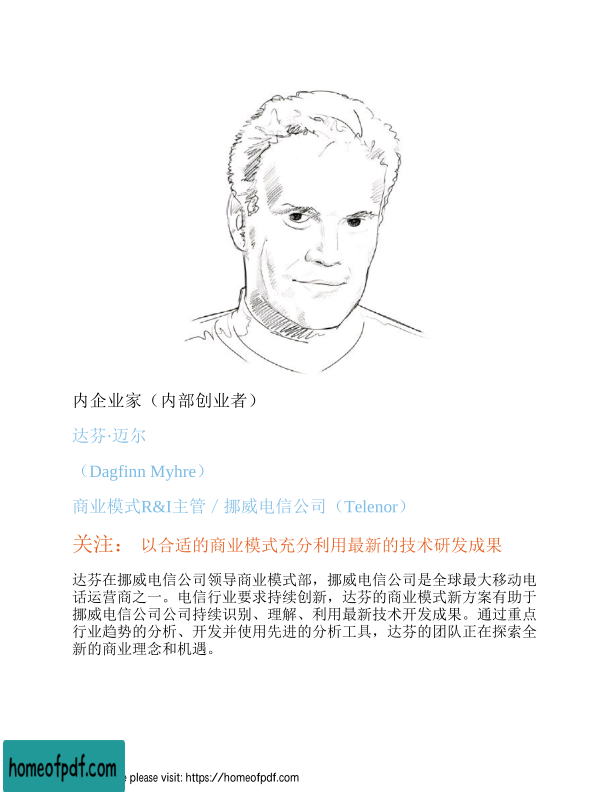 内企业家（内部创业者）
达芬·迈尔
（Dagfinn Myhre）
商业模式R&I主管／挪威电信公司（Telenor）
关注： 以合适的商业模式充分利用最新的技术研发成果
达芬在挪威电信公司领导商业模式部，挪威电信公司是全球最大移动电
话运营商之一。电信行业要求持续创新，达芬的商业模式新方案有助于
挪威电信公司公司持续识别、理解、利用最新技术开发成果。通过重点
行业趋势的分析、开发并使用先进的分析工具，达芬的团队正在探索全
新的商业理念和机遇。
homeofpdf.com
please visit: https://homeofpdf.com